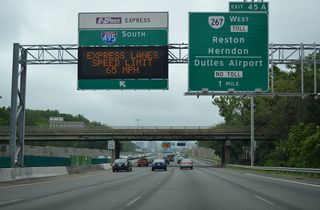 E-ZPass EXPRESS
495 South
EXPRESS LANES
SPEED LIMIT
65 MPH
EXIT 45 A
267 West
TOLL
Reston
Herndon
Dulles Airport
NO TOLL
1 MILE